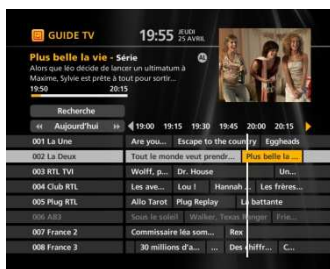 GUIDE TV 19:55 JEUDI 25 AVRIL
Plus belle la vie - Série AL
Alors que léo décide de lancer un ultimatum à
Maxime, Sylvie est prête à tout pour sortir...
19:50 20:15
Recherche
Aujourd'hui 19:00 19:15 19:30 19:45 20:00 20:15
001 La Une Are you... Escape to the country Eggheads
002 La Deux Tout le monde veut prendr... Plus belle la ...
003 RTL TVI Wolff, p... Dr. House Un...
004 Club RTL Les ave... Lou ! Hannah ... Les frères...
005 Plug RTL Allo Tarot Plug Replay La battante
006 AB3 Sous le soleil Walker, Texas Ranger Frie...
007 France 2 Commissaire léa som... Rex
008 France 3 30 millions d'a... ... Des chiffr... C...